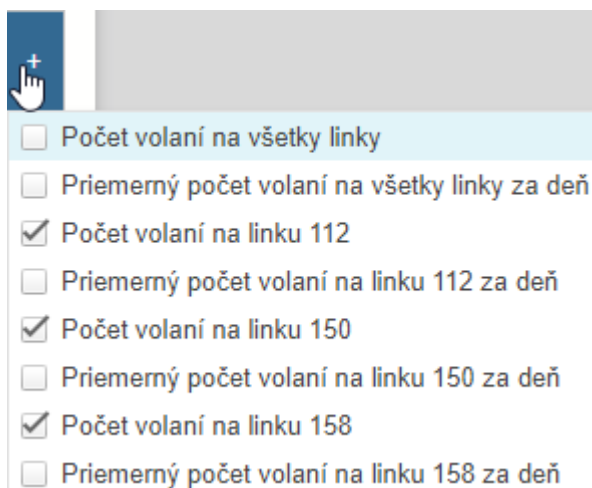 +
Počet volaní na všetky linky
Priemerný počet volaní na všetky linky za deň
Počet volaní na linku 112
Priemerný počet volaní na linku 112 za deň
Počet volaní na linku 150
Priemerný počet volaní na linku 150 za deň
Počet volaní na linku 158
Priemerný počet volaní na linku 158 za deň